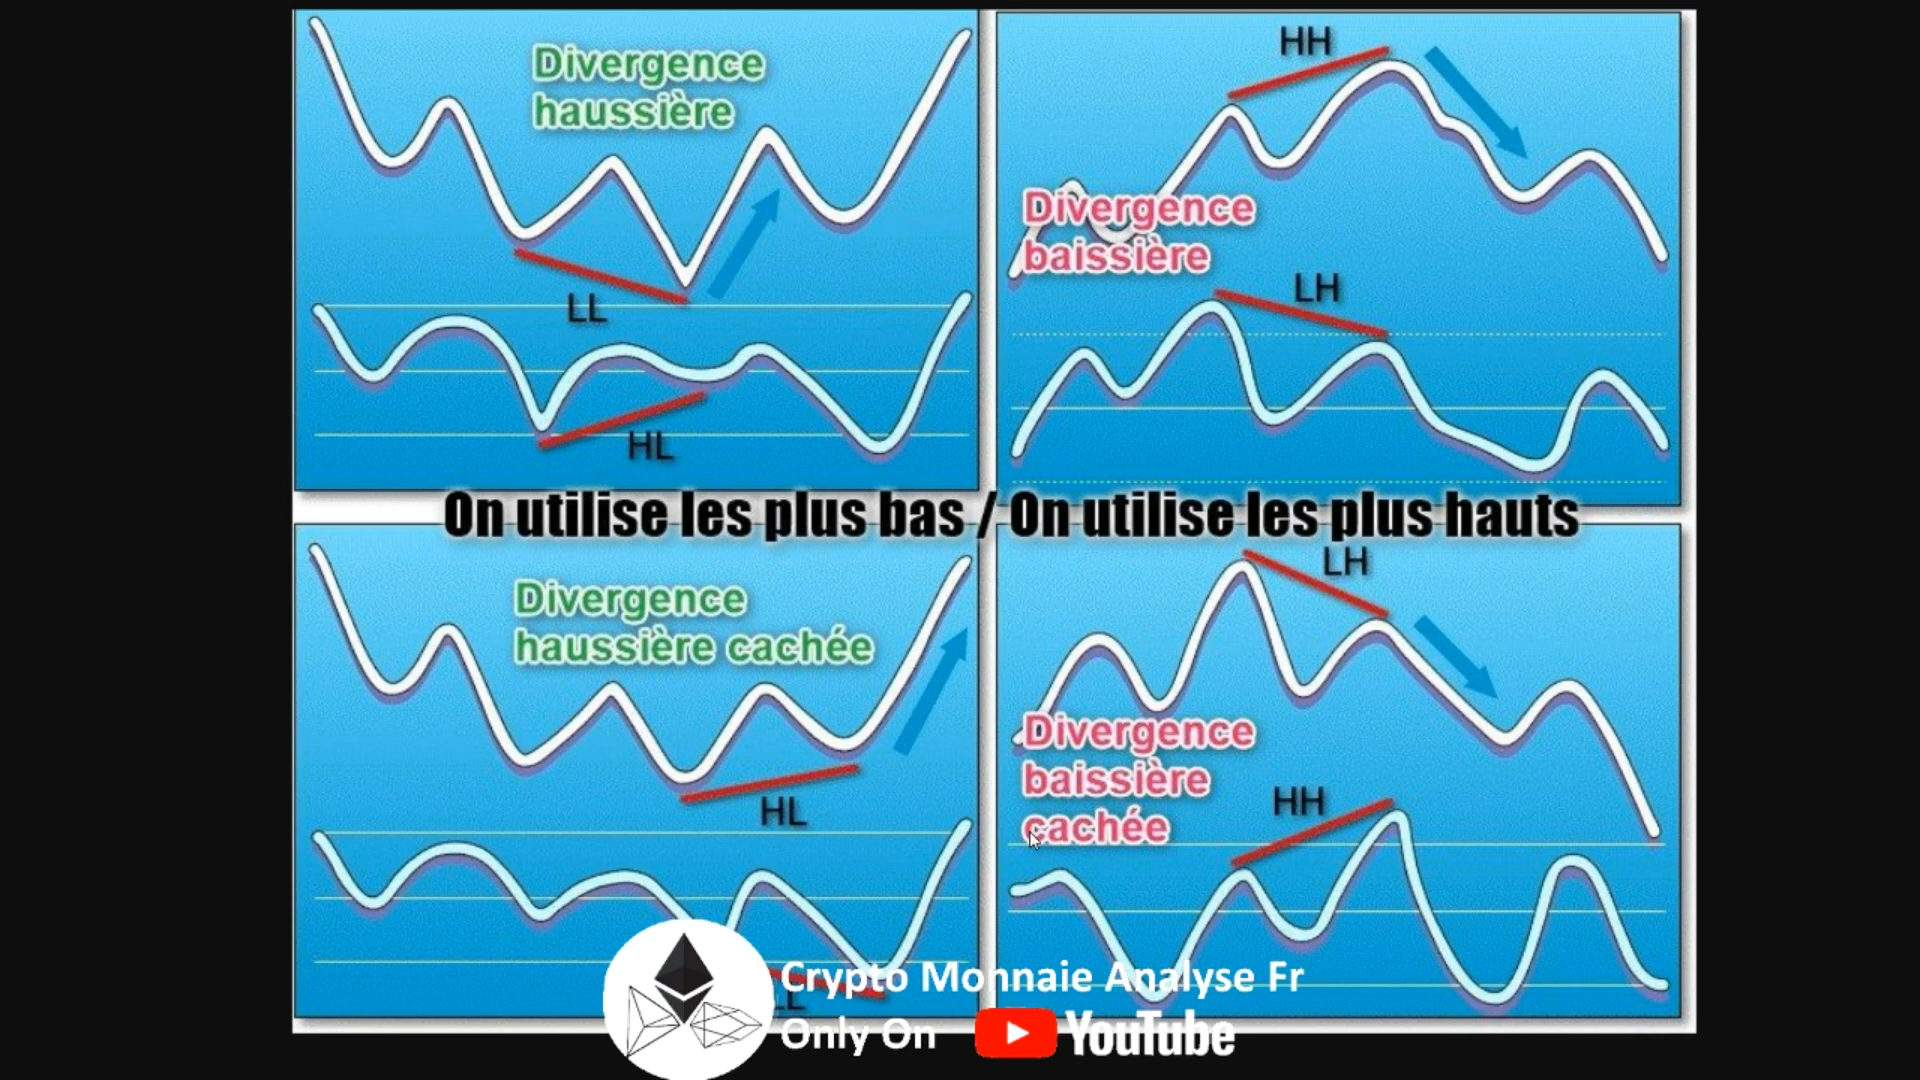 Divergence
haussière
LL
HL
HH
Divergence
baissière
LH
On utilise les plus bas / On utilise les plus hauts
Divergence
haussière cachée
HL
LH
Divergence
baissière
cachée
HH
Crypto Monnaie Analyse Fr
Only On YouTube